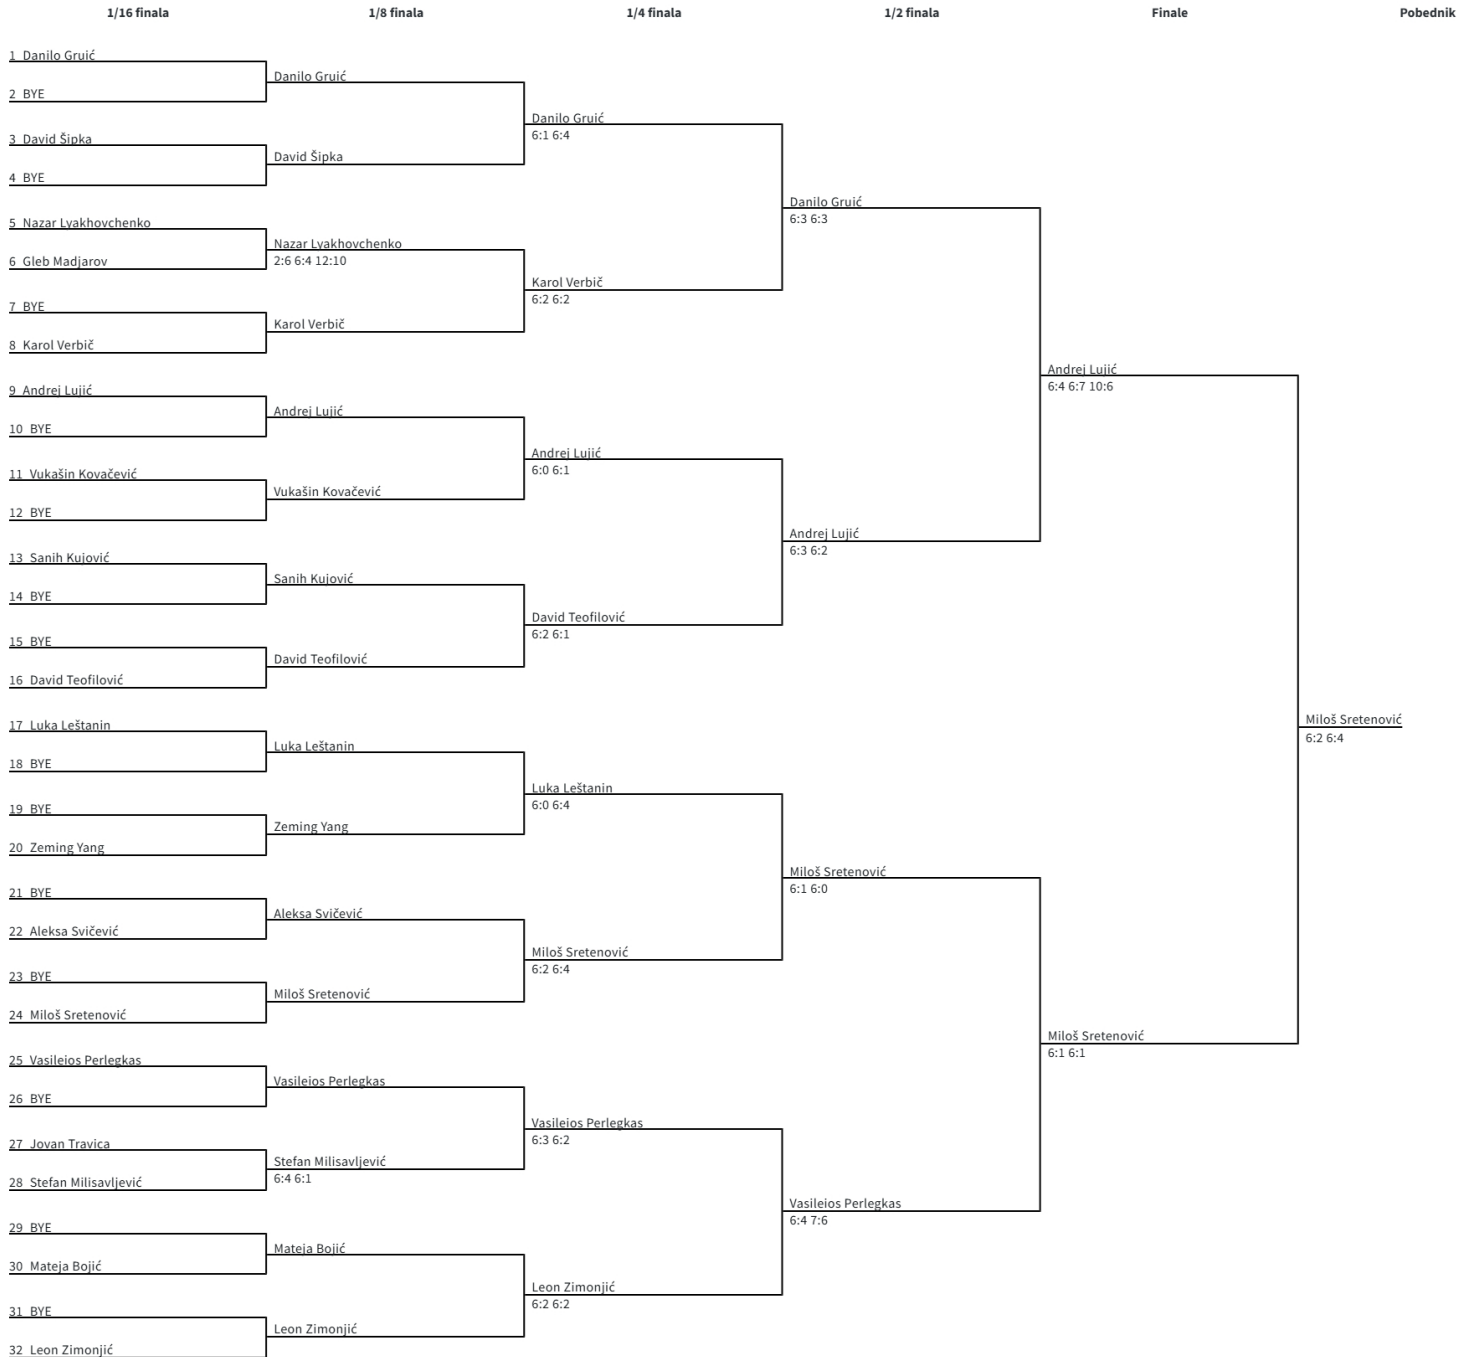 1/16 finala
1/8 finala
1/4 finala
1/2 finala
Finale
Pobednik
1 Danilo Gruić
2 BYE
3 David Šipka
4 BYE
5 Nazar Lyakhovchenko
6 Gleb Madjarov
7 BYE
8 Karol Verbič
9 Andrej Lujić
10 BYE
11 Vukašin Kovačević
12 BYE
13 Sanih Kujović
14 BYE
15 BYE
16 David Teofilović
17 Luka Leštanin
18 BYE
19 BYE
20 Zeming Yang
21 BYE
22 Aleksa Svičević
23 BYE
24 Miloš Sretenović
25 Vasileios Perlegkas
26 BYE
27 Jovan Travica
28 Stefan Milisavljević
29 BYE
30 Mateja Bojić
31 BYE
32 Leon Zimonjić
Danilo Gruić
David Šipka
Nazar Lyakhovchenko
2:6 6:4 12:10
Karol Verbič
Andrej Lujić
Vukašin Kovačević
Sanih Kujović
David Teofilović
Luka Leštanin
Zeming Yang
Aleksa Svičević
Miloš Sretenović
Vasileios Perlegkas
Stefan Milisavljević
6:4 6:1
Mateja Bojić
Leon Zimonjić
Danilo Gruić
6:1 6:4
Karol Verbič
6:2 6:2
Andrej Lujić
6:0 6:1
David Teofilović
6:2 6:1
Luka Leštanin
6:0 6:4
Miloš Sretenović
6:2 6:4
Vasileios Perlegkas
6:3 6:2
Leon Zimonjić
6:2 6:2
Danilo Gruić
6:3 6:3
Andrej Lujić
6:3 6:2
Miloš Sretenović
6:1 6:0
Vasileios Perlegkas
6:4 7:6
Andrej Lujić
6:4 6:7 10:6
Miloš Sretenović
6:1 6:1
Miloš Sretenović
6:2 6:4